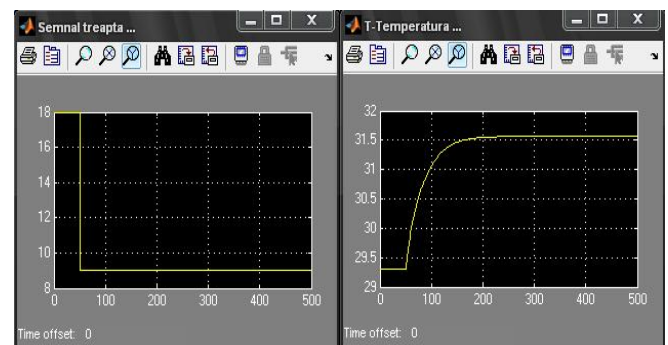 Semnal treapta ...
18
16
14
12
10
8
0 100 200 300 400 500
Time offset: 0
T-Temperatura ...
32
31.5
31
30.5
30
29.5
29
0 100 200 300 400 500
Time offset: 0